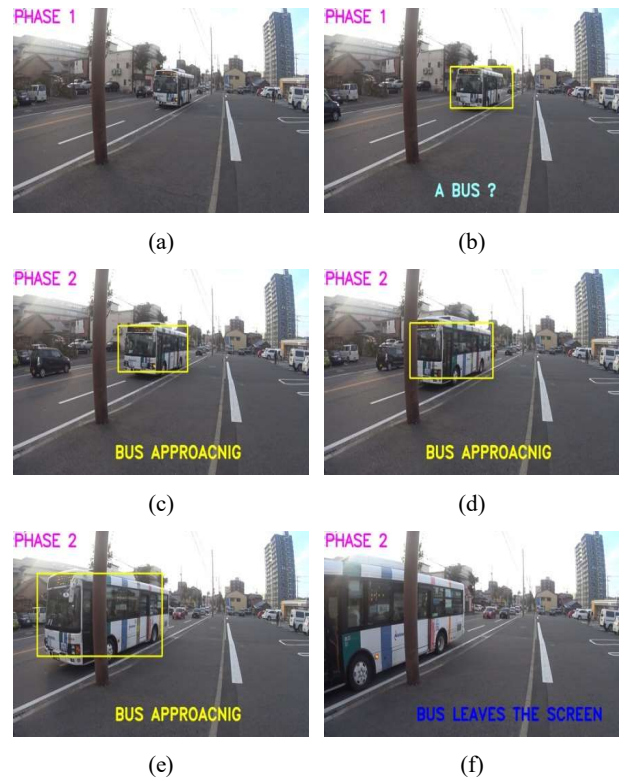 PHASE 1
PHASE 1
A BUS ?
(a)
(b)
PHASE 2
PHASE 2
BUS APPROACNIG
BUS APPROACNIG
(c)
(d)
PHASE 2
PHASE 2
BUS APPROACNIG
BUS LEAVES THE SCREEN
(e)
(f)